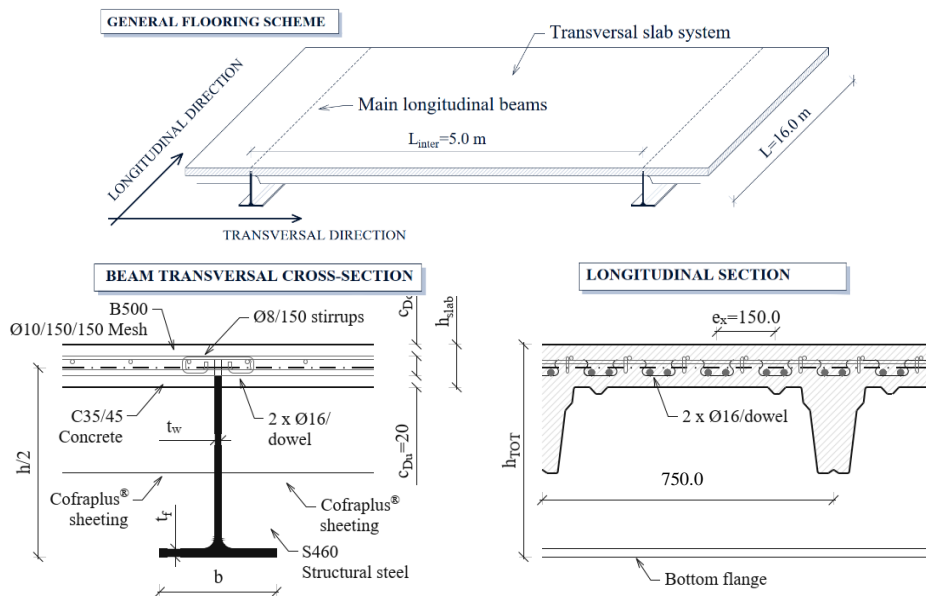 GENERAL FLOORING SCHEME
Transversal slab system
Main longitudinal beams
LONGITUDINAL DIRECTION
L_inter=5.0 m
L=16.0 m
TRANSVERSAL DIRECTION
BEAM TRANSVERSAL CROSS-SECTION
B500
Ø10/150/150 Mesh
Ø8/150 stirrups
h_slab
C35/45
Concrete
t_w
2 x Ø16/
dowel
c_Du=20
h/2
Cofraplus® sheeting
Cofraplus® sheeting
t_f
S460
Structural steel
b
LONGITUDINAL SECTION
e_x=150.0
2 x Ø16/dowel
h_TOT
750.0
Bottom flange